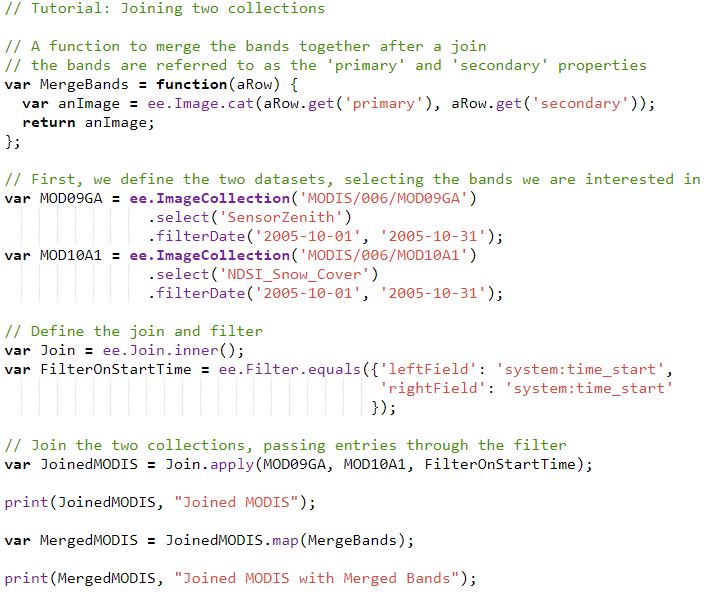 // Tutorial: Joining two collections
// A function to merge the bands together after a join
// the bands are referred to as the 'primary' and 'secondary' properties
var MergeBands = function(aRow) {
  var anImage = ee.Image.cat(aRow.get('primary'), aRow.get('secondary'));
  return anImage;
};
// First, we define the two datasets, selecting the bands we are interested in
var MOD09GA = ee.ImageCollection('MODIS/006/MOD09GA')
                .select('SensorZenith')
                .filterDate('2005-10-01', '2005-10-31');
var MOD10A1 = ee.ImageCollection('MODIS/006/MOD10A1')
                .select('NDSI_Snow_Cover')
                .filterDate('2005-10-01', '2005-10-31');
// Define the join and filter
var Join = ee.Join.inner();
var FilterOnStartTime = ee.Filter.equals({'leftField': 'system:time_start',
                                          'rightField': 'system:time_start'
                                         });
// Join the two collections, passing entries through the filter
var JoinedMODIS = Join.apply(MOD09GA, MOD10A1, FilterOnStartTime);
print(JoinedMODIS, "Joined MODIS");
var MergedMODIS = JoinedMODIS.map(MergeBands);
print(MergedMODIS, "Joined MODIS with Merged Bands");